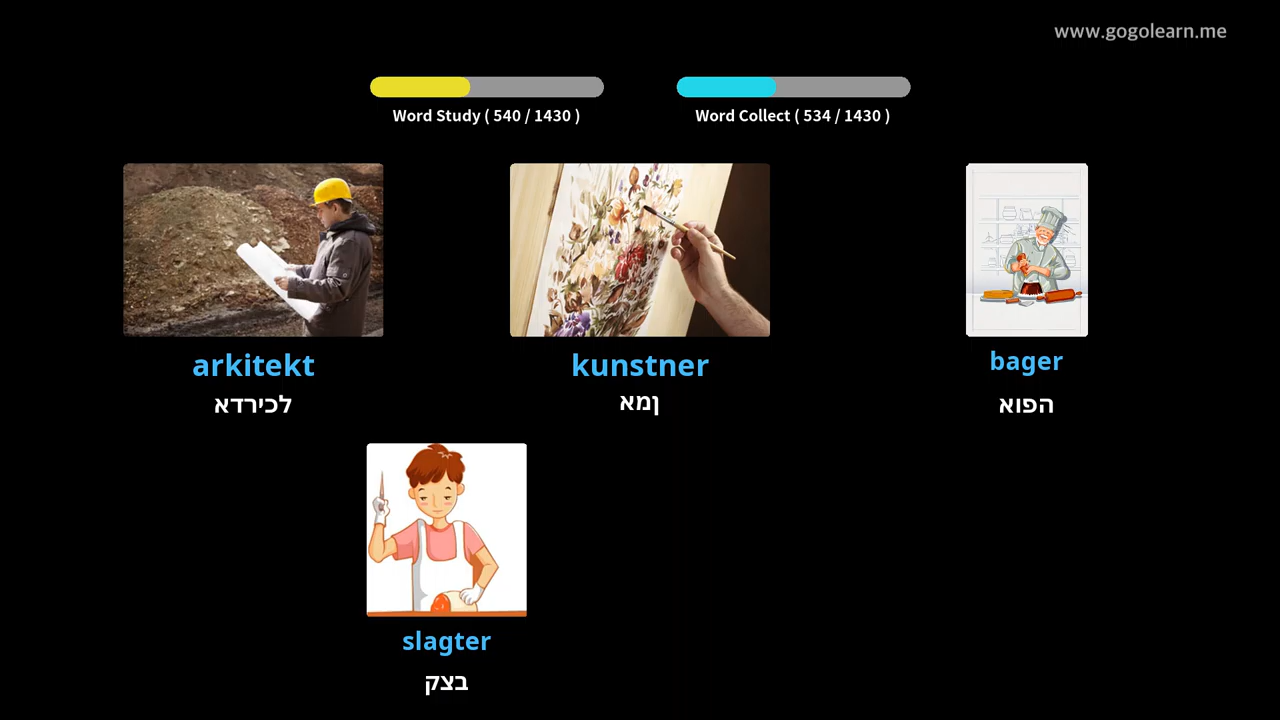 www.gogolearn.me
Word Study ( 540 / 1430 )
Word Collect ( 534 / 1430 )
arkitekt
לכירדא
kunstner
ןמא
bager
הפוא
slagter
בצק